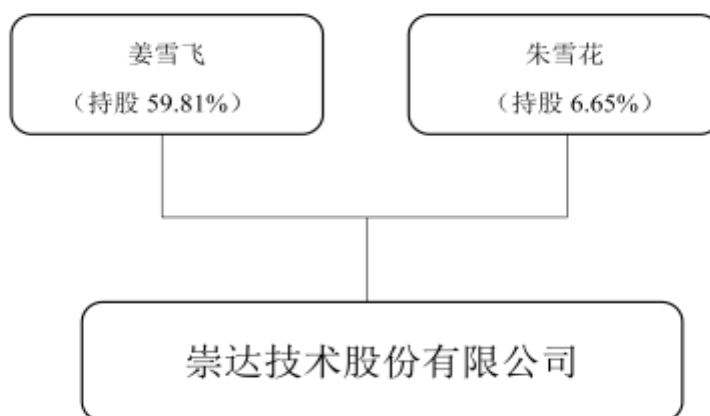 姜雪飞
（持股 59.81%）
朱雪花
（持股 6.65%）
崇达技术股份有限公司